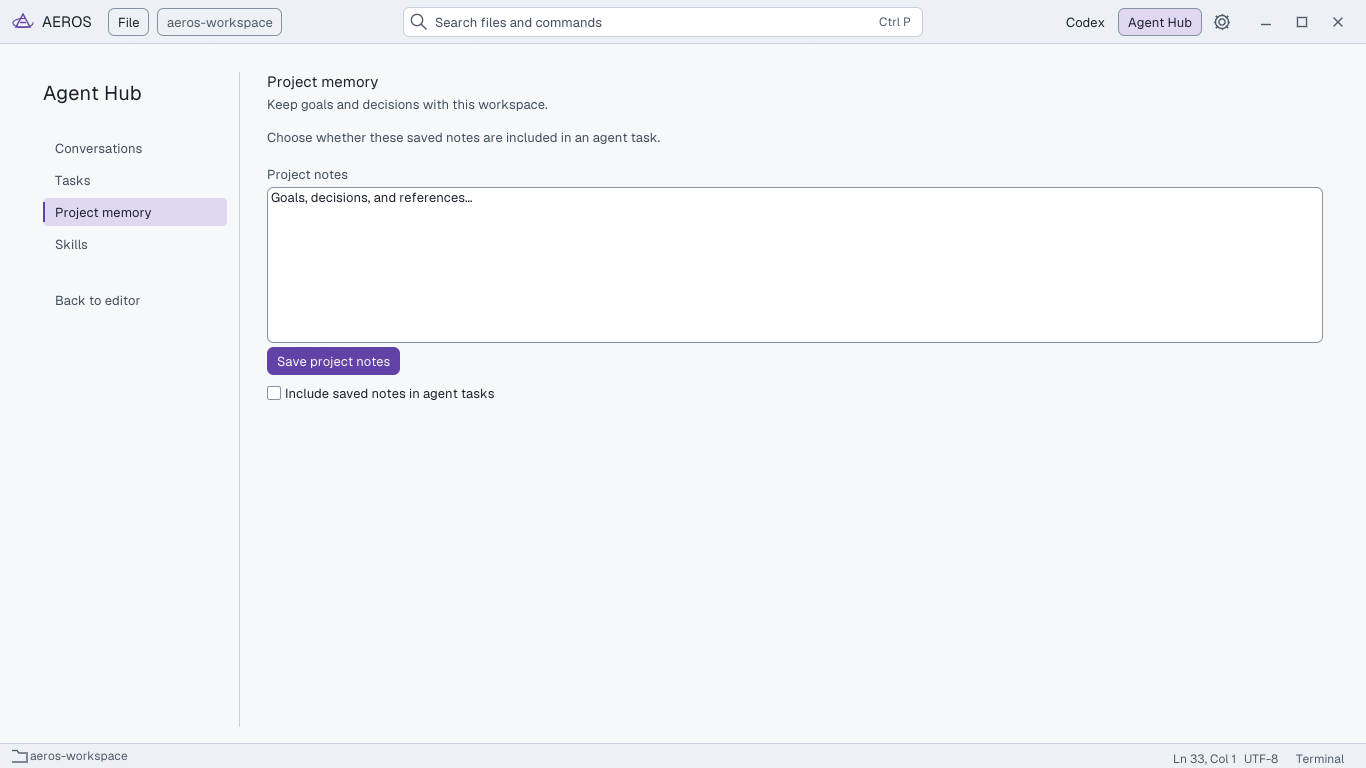 AEROS File aeros-workspace Search files and commands Ctrl P Codex Agent Hub
Agent Hub
Conversations
Tasks
Project memory
Skills
Back to editor
Project memory
Keep goals and decisions with this workspace.
Choose whether these saved notes are included in an agent task.
Project notes
Goals, decisions, and references…
Save project notes
Include saved notes in agent tasks
aeros-workspace Ln 33, Col 1 UTF-8 Terminal